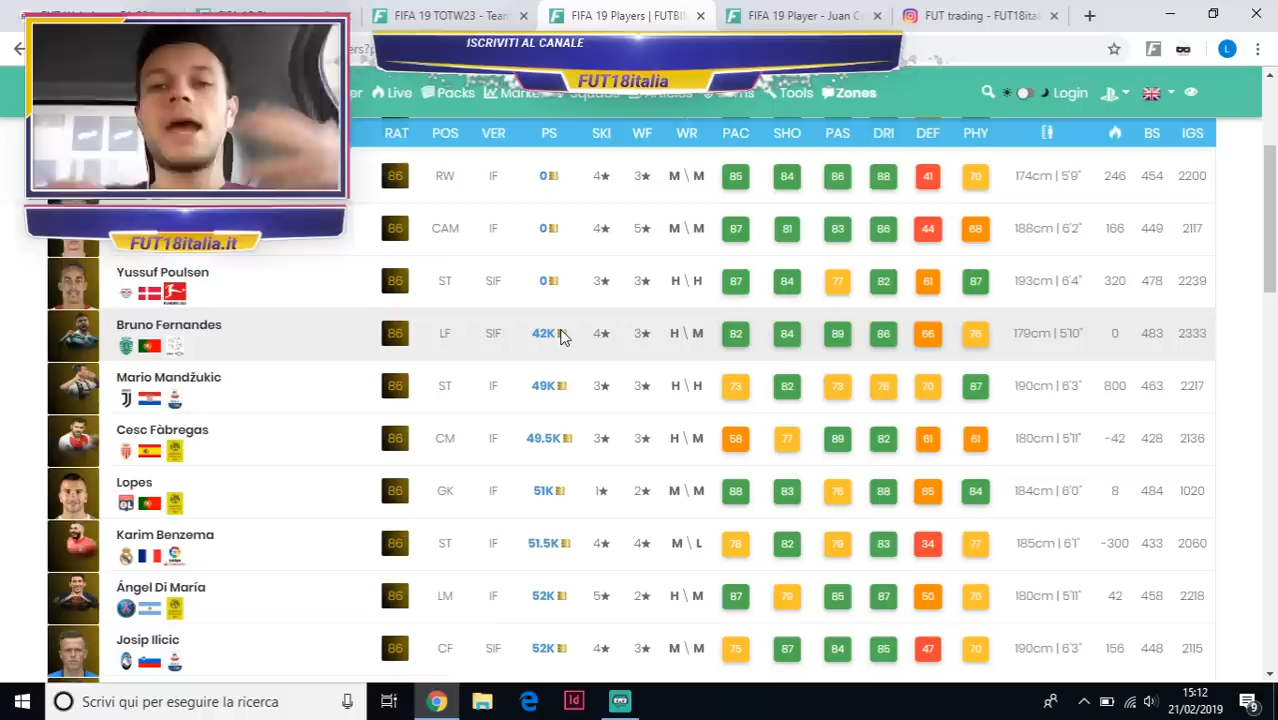 FIFA 19 TOTW23 - Team
FIFA 19 Players | FUTBI
FIFA 19 Player - Juan C
FUT trading - FUT18ita
ISCRIVITI AL CANALE
FUT18italia
Live Packs Tools Zones Login
RAT POS VER PS SKI WF WR PAC SHO PAS DRI DEF PHY BS IGS
86 RW IF 0 4★ 3★ M \ M 85 84 86 88 41 70 174cm | 5'9" 246 454 2200
FUT18italia.it
86 CAM IF 0 4★ 5★ M \ M 87 81 83 86 44 68 188cm | 6'2" 166 449 2117
Yussuf Poulsen 86 ST SIF 0 3★ 3★ H \ H 87 84 77 82 61 87 193cm | 6'4" 320 478 2239
Bruno Fernandes 86 LF SIF 42K 4★ 3★ H \ M 82 84 89 86 66 76 179cm | 5'10" 0 483 2333
Mario Mandžukic 86 ST IF 49K 3★ 3★ H \ H 73 82 73 78 70 87 190cm | 6'3" 800 463 2217
Cesc Fàbregas 86 CM IF 49.5K 3★ 3★ H \ M 58 77 89 82 61 61 180cm | 5'11" -42 428 2136
Lopes 86 GK IF 51K 1★ 2★ M \ M 88 83 76 88 65 84 184cm | 6'0" 8 484 1020
Karim Benzema 86 ST IF 51.5K 4★ 4★ M \ L 78 82 79 83 34 77 185cm | 6'1" -300 433 2060
Ángel Di María 86 LM IF 52K 5★ 2★ H \ M 87 79 85 87 50 70 180cm | 5'11" 42 458 2218
Josip Ilicic 86 CF IF 52K 4★ 3★ M \ M 75 87 84 85 47 70 190cm | 6'3" 156 448 2115
Scrivi qui per eseguire la ricerca
15:12
21/02/2019